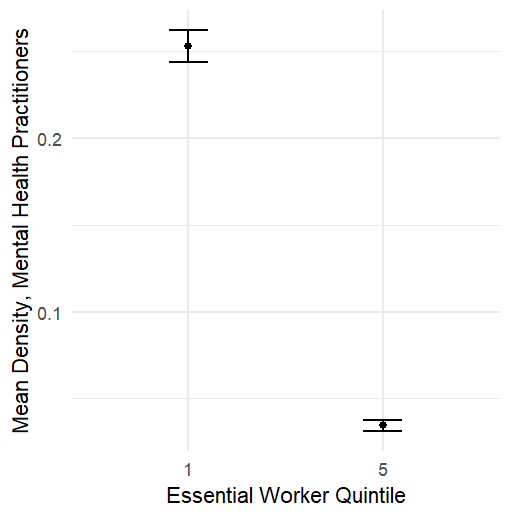 Mean Density, Mental Health Practitioners
0.2
0.1
1
5
Essential Worker Quintile